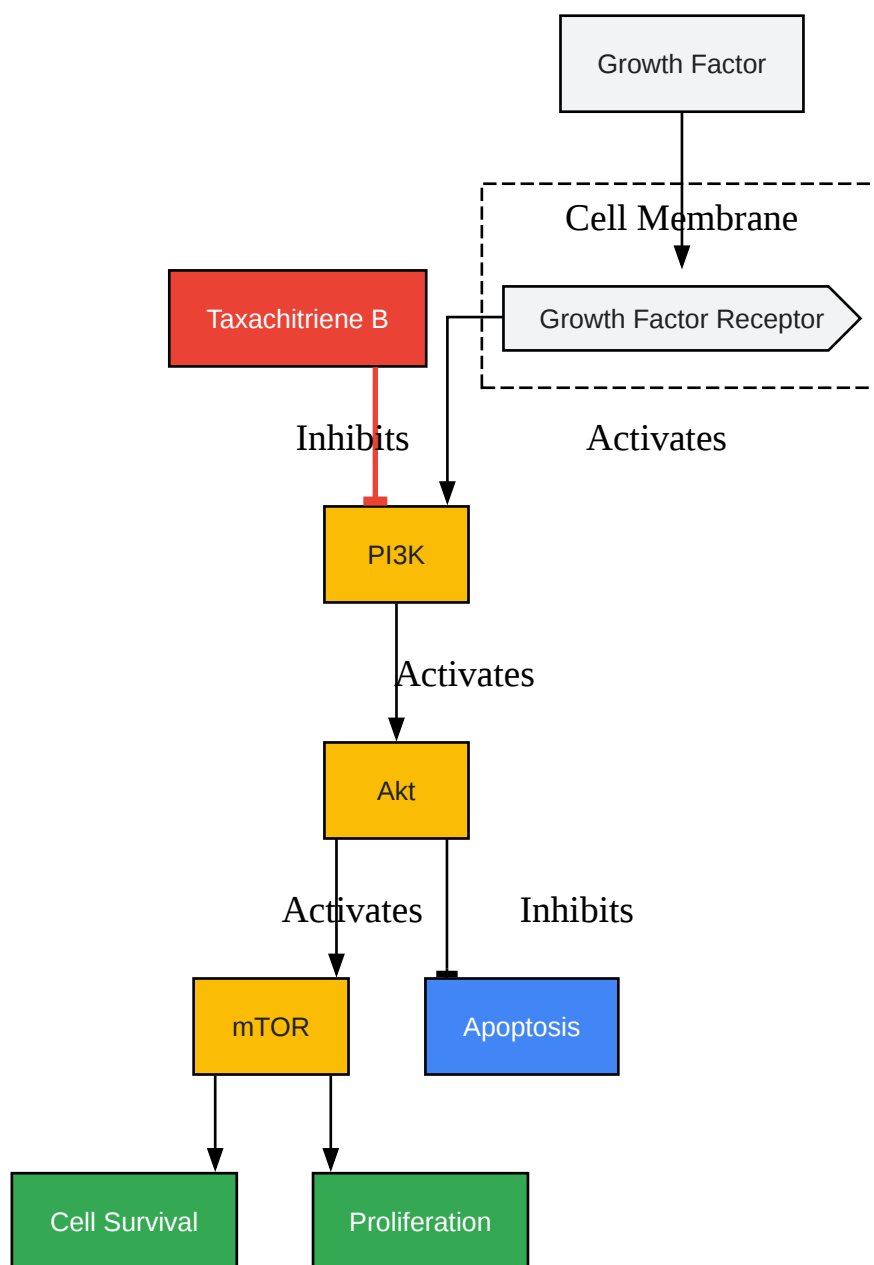 Growth Factor
Cell Membrane
Taxachitriene B
Growth Factor Receptor
Inhibits
Activates
PI3K
Activates
Akt
Activates
Inhibits
mTOR
Apoptosis
Cell Survival
Proliferation